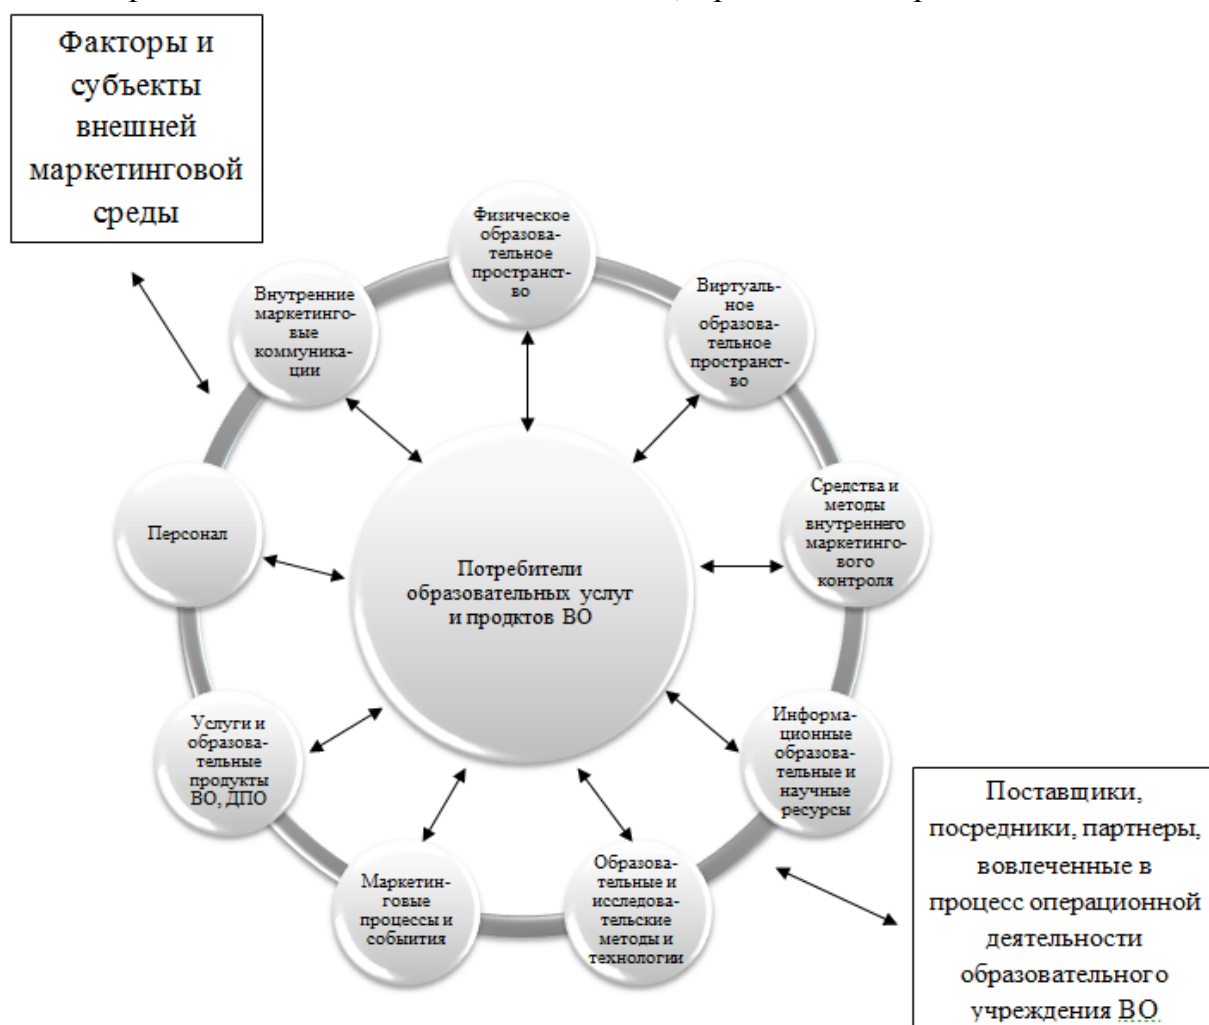 Факторы и
субъекты
внешней
маркетинговой
среды
Физическое
образова-
тельное
пространст-
во
Внутренние
маркетинго-
вые
коммуника-
ции
Виртуаль-
ное
образова-
тельное
пространст-
во
Персонал
Средства и
методы
внутреннего
маркетинго-
вого
контроля
Потребители
образовательных услуг
и продктов ВО
Услуги и
образова-
тельные
продукты
ВО, ДПО
Информа-
ционные
образова-
тельные и
научные
ресурсы
Маркетин-
говые
процессы и
событития
Образова-
тельные и
исследова-
тельские
методы и
технологии
Поставщики,
посредники, партнеры,
вовлеченные в
процесс операционной
деятельности
образовательного
учреждения ВО